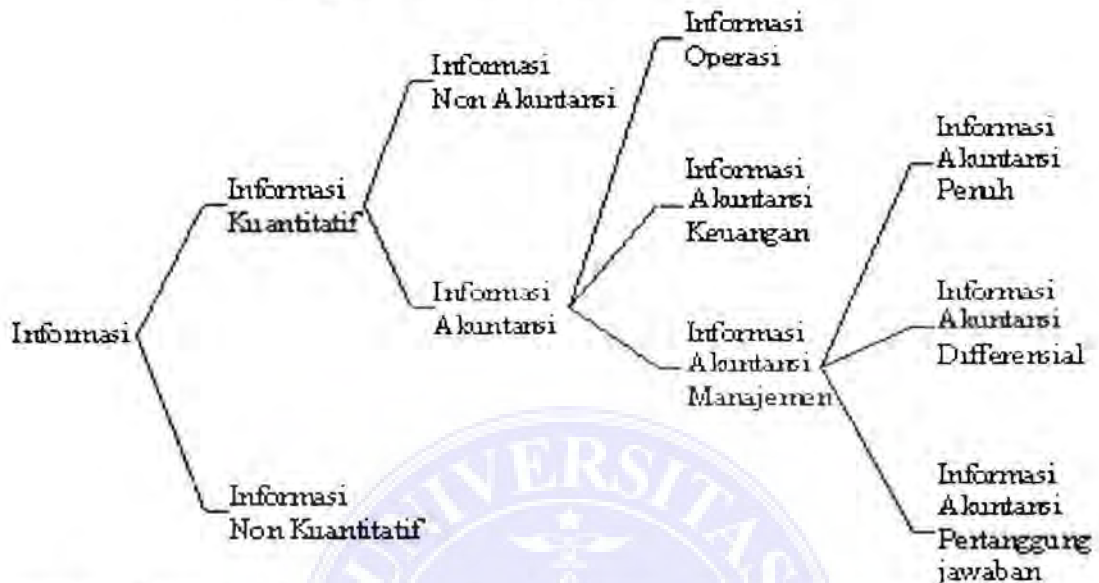 Informasi
Informasi
Kuantitatif
Informasi
Non Kuantitatif
Informasi
Non Akuntansi
Informasi
Akuntansi
Informasi
Operasi
Informasi
Akuntansi
Keuangan
Informasi
Akuntansi
Manajemen
Informasi
Akuntansi
Penuh
Informasi
Akuntansi
Differensial
Informasi
Akuntansi
Pertanggung
jawaban
UNIVERSITAS